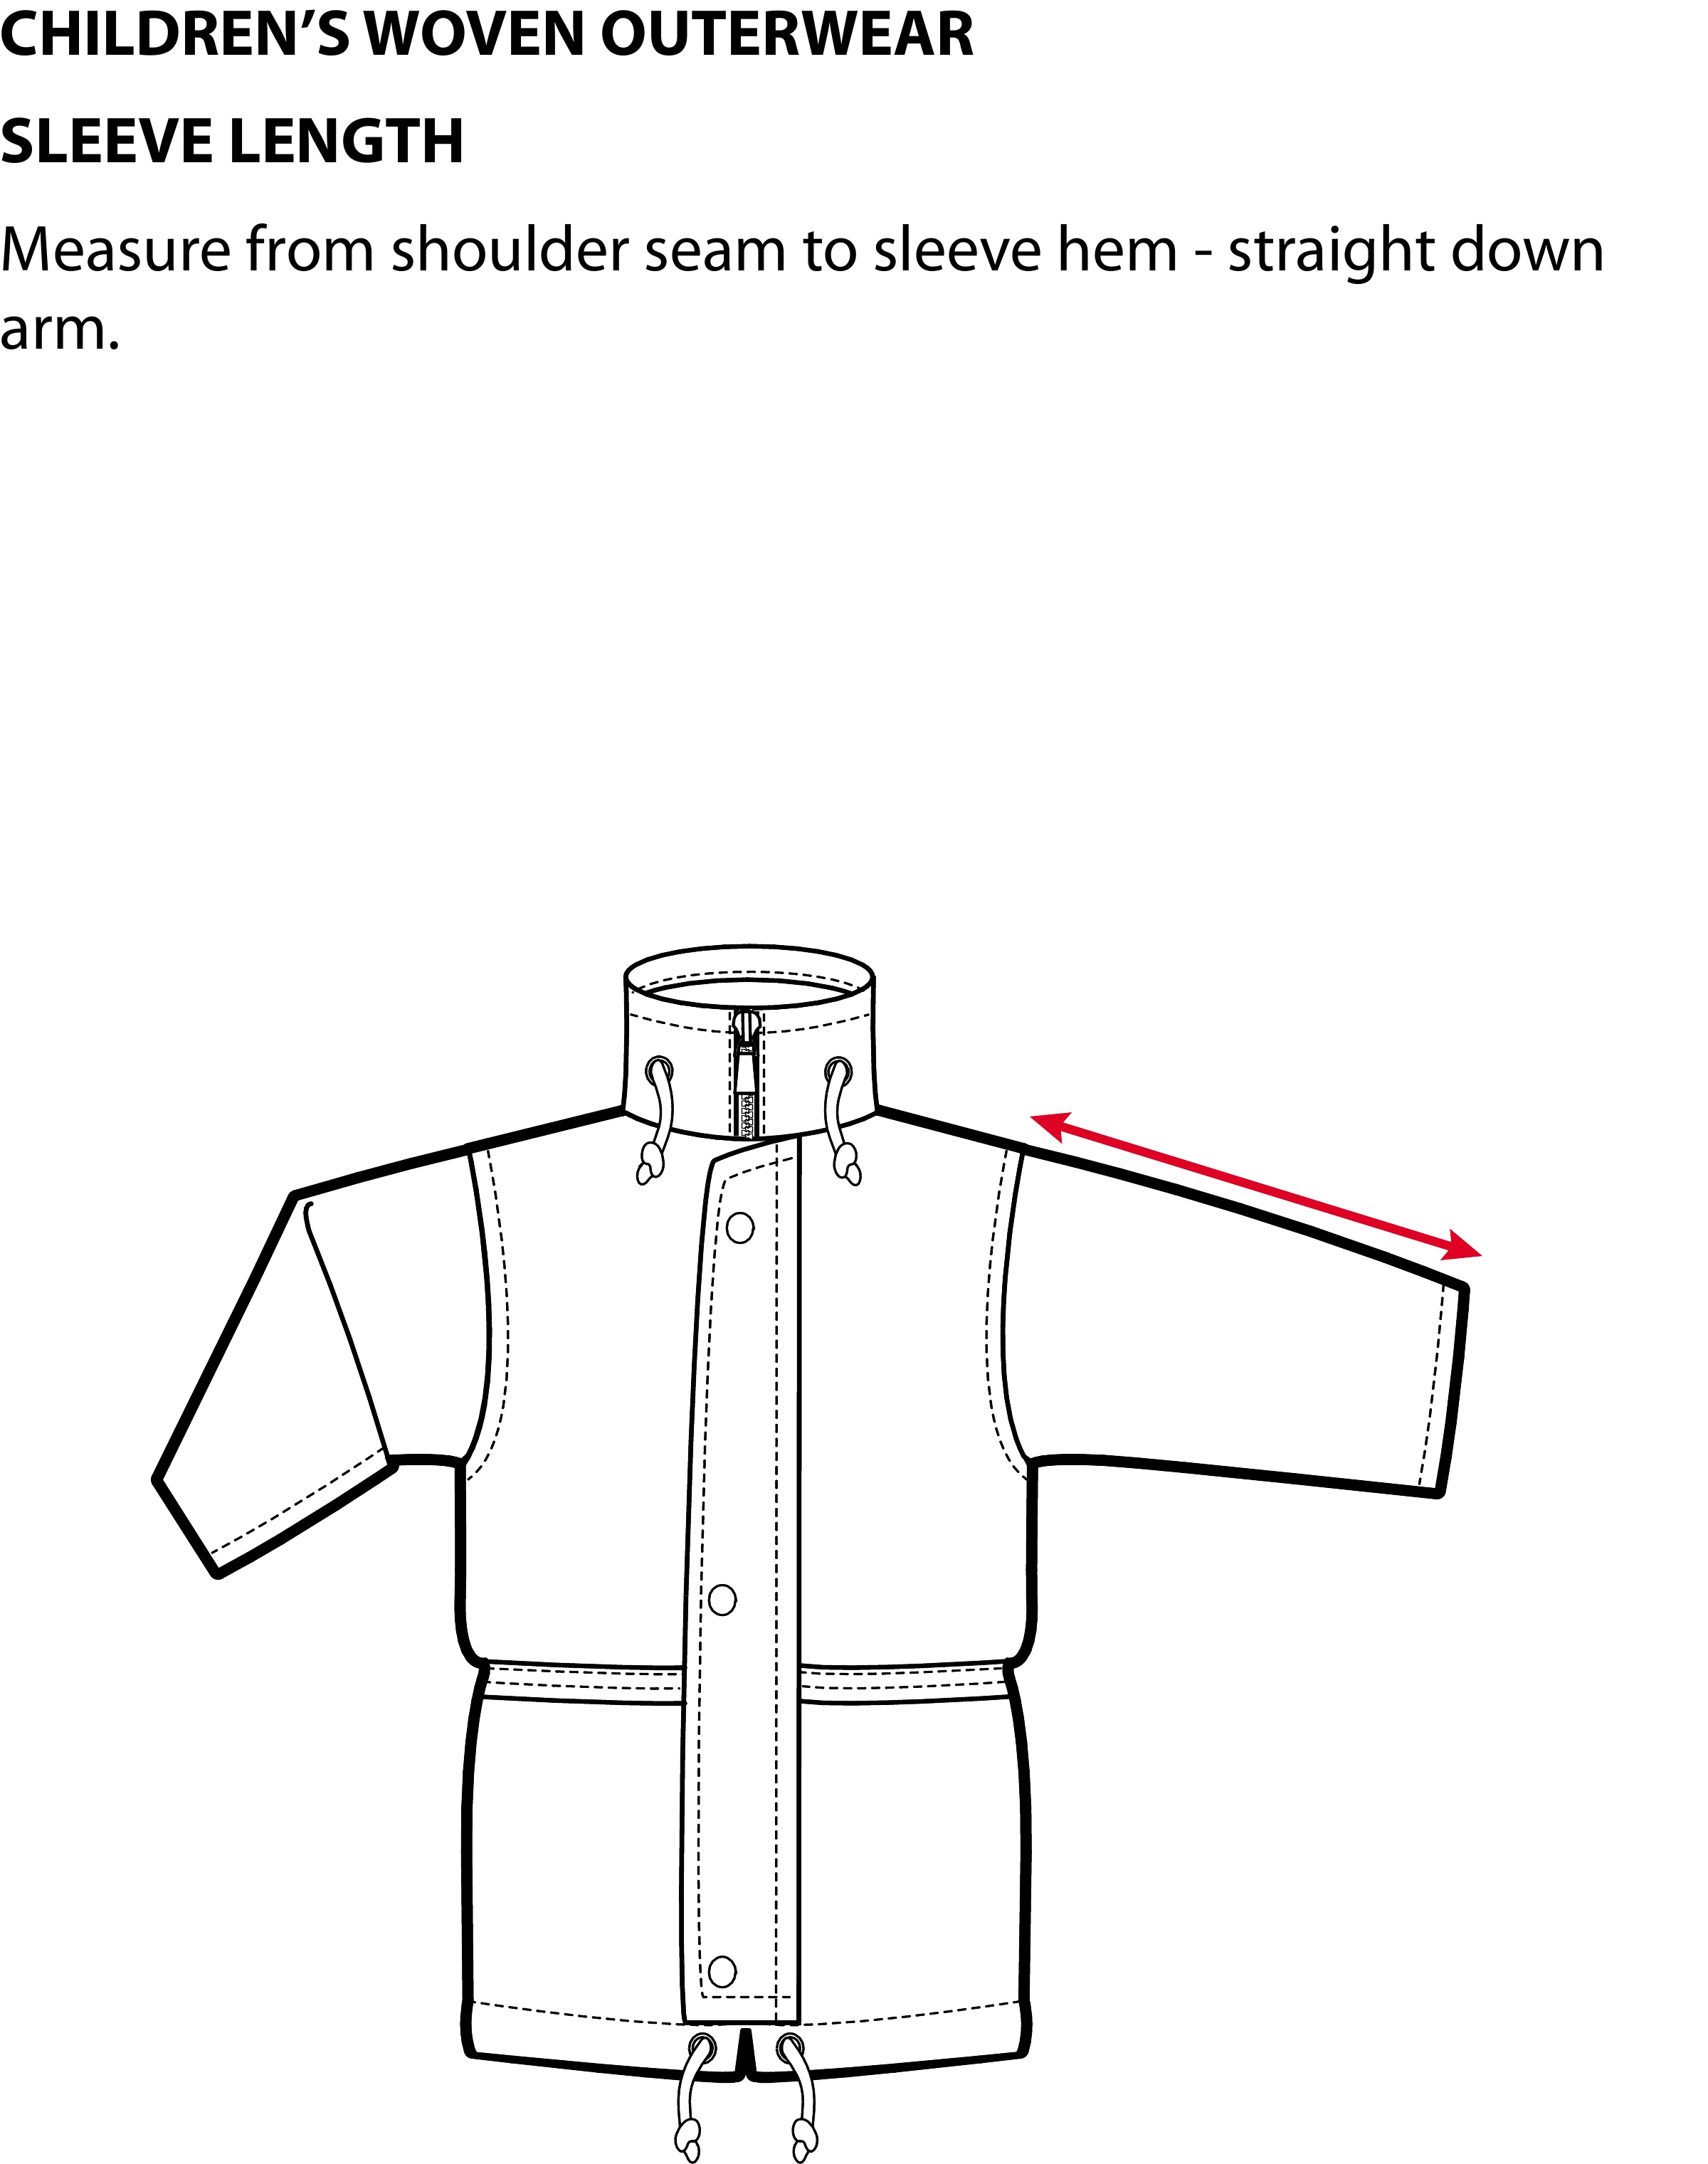 CHILDREN’S WOVEN OUTERWEAR
SLEEVE LENGTH
Measure from shoulder seam to sleeve hem - straight down
arm.